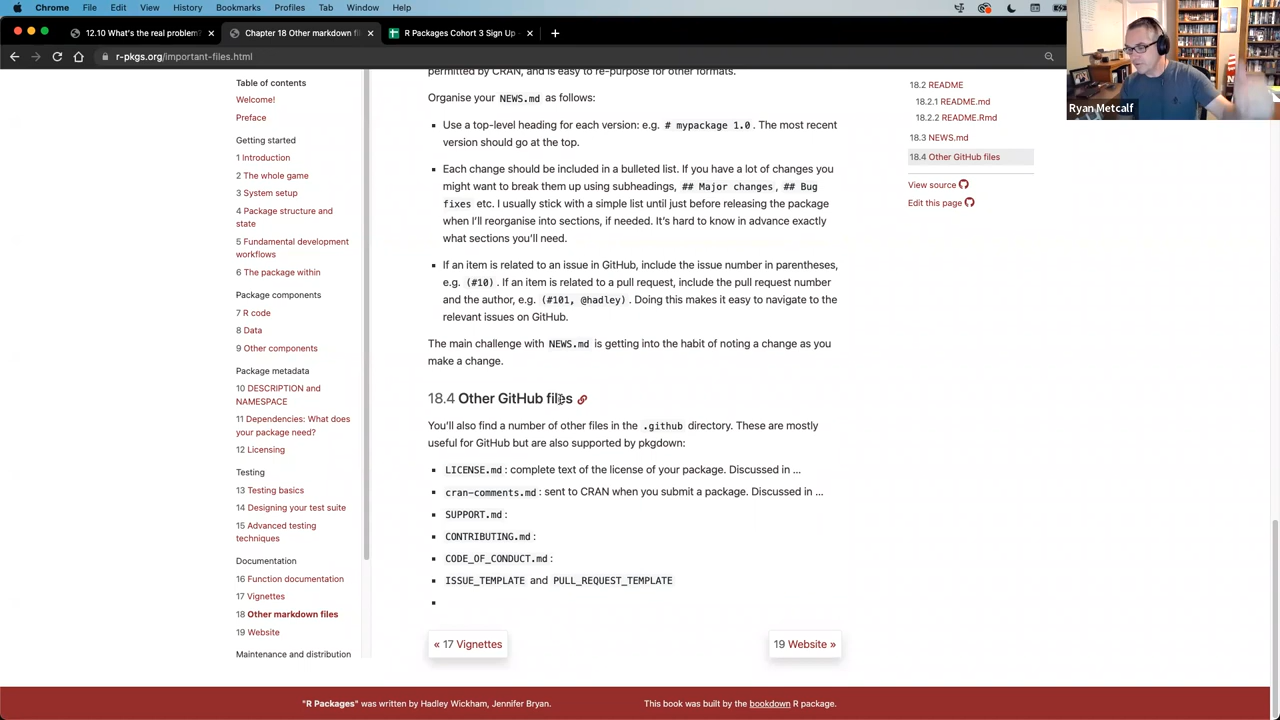 Chrome File Edit View History Bookmarks Profiles Tab Window Help
12.10 What's the real problem?
Chapter 18 Other markdown fi
R Packages Cohort 3 Sign Up -
r-pkgs.org/important-files.html
Ryan Metcalf
Table of contents
Welcome!
Preface
Getting started
1 Introduction
2 The whole game
3 System setup
4 Package structure and
state
5 Fundamental development
workflows
6 The package within
Package components
7 R code
8 Data
9 Other components
Package metadata
10 DESCRIPTION and
NAMESPACE
11 Dependencies: What does
your package need?
12 Licensing
Testing
13 Testing basics
14 Designing your test suite
15 Advanced testing
techniques
Documentation
16 Function documentation
17 Vignettes
18 Other markdown files
19 Website
Maintenance and distribution
permitted by CRAN, and is easy to re-purpose for other formats.
Organise your NEWS.md as follows:
Use a top-level heading for each version: e.g. # mypackage 1.0. The most recent
version should go at the top.
Each change should be included in a bulleted list. If you have a lot of changes you
might want to break them up using subheadings, ## Major changes, ## Bug
fixes etc. I usually stick with a simple list until just before releasing the package
when I'll reorganise into sections, if needed. It's hard to know in advance exactly
what sections you'll need.
If an item is related to an issue in GitHub, include the issue number in parentheses,
e.g. (#10). If an item is related to a pull request, include the pull request number
and the author, e.g. (#101, @hadley). Doing this makes it easy to navigate to the
relevant issues on GitHub.
The main challenge with NEWS.md is getting into the habit of noting a change as you
make a change.
18.4 Other GitHub files
You'll also find a number of other files in the .github directory. These are mostly
useful for GitHub but are also supported by pkgdown:
LICENSE.md: complete text of the license of your package. Discussed in ...
cran-comments.md: sent to CRAN when you submit a package. Discussed in ...
SUPPORT.md:
CONTRIBUTING.md:
CODE_OF_CONDUCT.md:
ISSUE_TEMPLATE and PULL_REQUEST_TEMPLATE
« 17 Vignettes
19 Website »
18.2 README
18.2.1 README.md
18.2.2 README.Rmd
18.3 NEWS.md
18.4 Other GitHub files
View source
Edit this page
"R Packages" was written by Hadley Wickham, Jennifer Bryan.
This book was built by the bookdown R package.